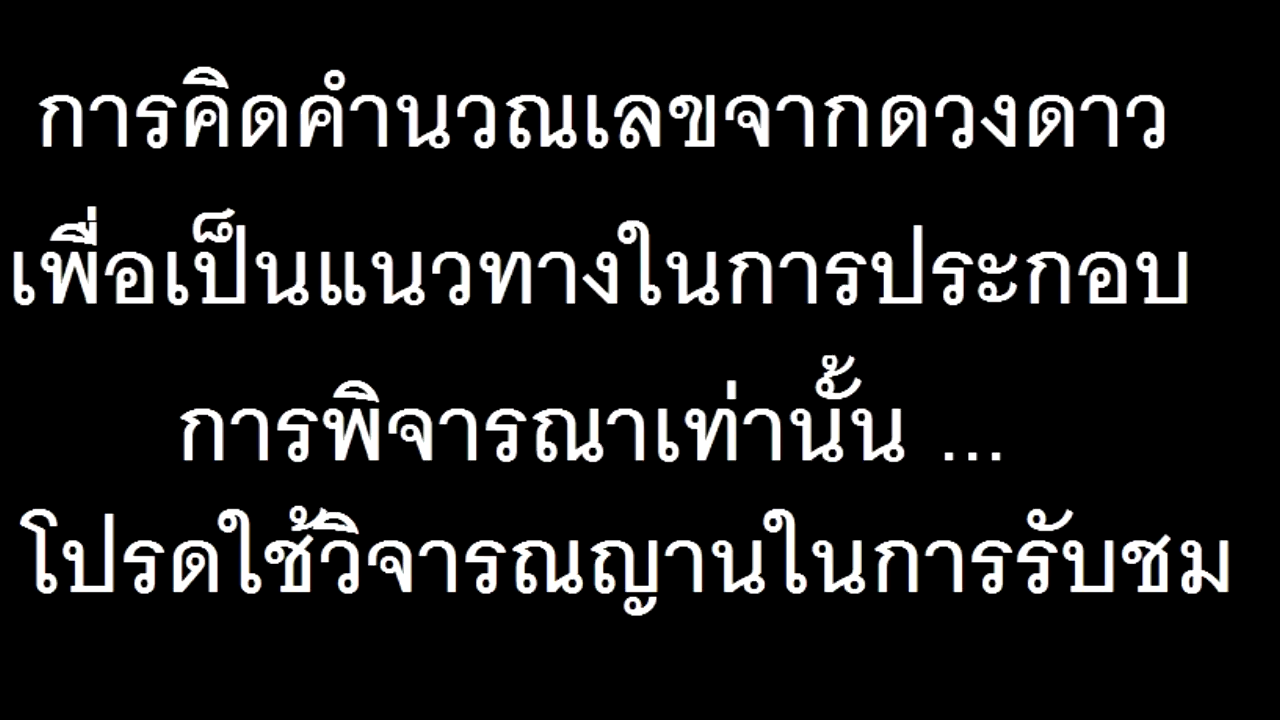 การคิดคำนวณเลขจากดวงดาว
เพื่อเป็นแนวทางในการประกอบ
การพิจารณาเท่านั้น ...
โปรดใช้วิจารณญานในการรับชม